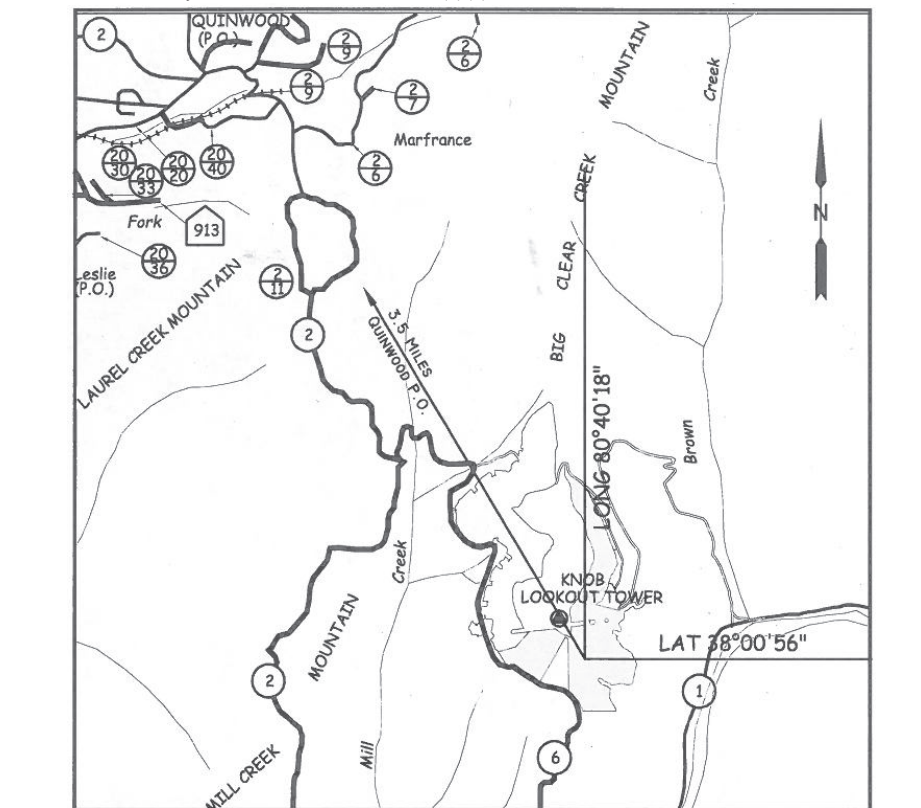 QUINWOOD
(P.O.)
2
2
9
2
6
2
9
2
7
Marfrance
2
6
20
30
20
33
20
20
20
40
Fork
913
20
36
eslie
(P.O.)
LAUREL CREEK MOUNTAIN
2
11
2
3.5 MILES
QUINWOOD P.O.
MOUNTAIN
CREEK
CLEAR
BIG
Creek
N
LONG 80°40'18"
Brown
Creek
KNOB
LOOKOUT TOWER
LAT 38°00'56"
MOUNTAIN
2
1
Mill
6
MILL CREEK